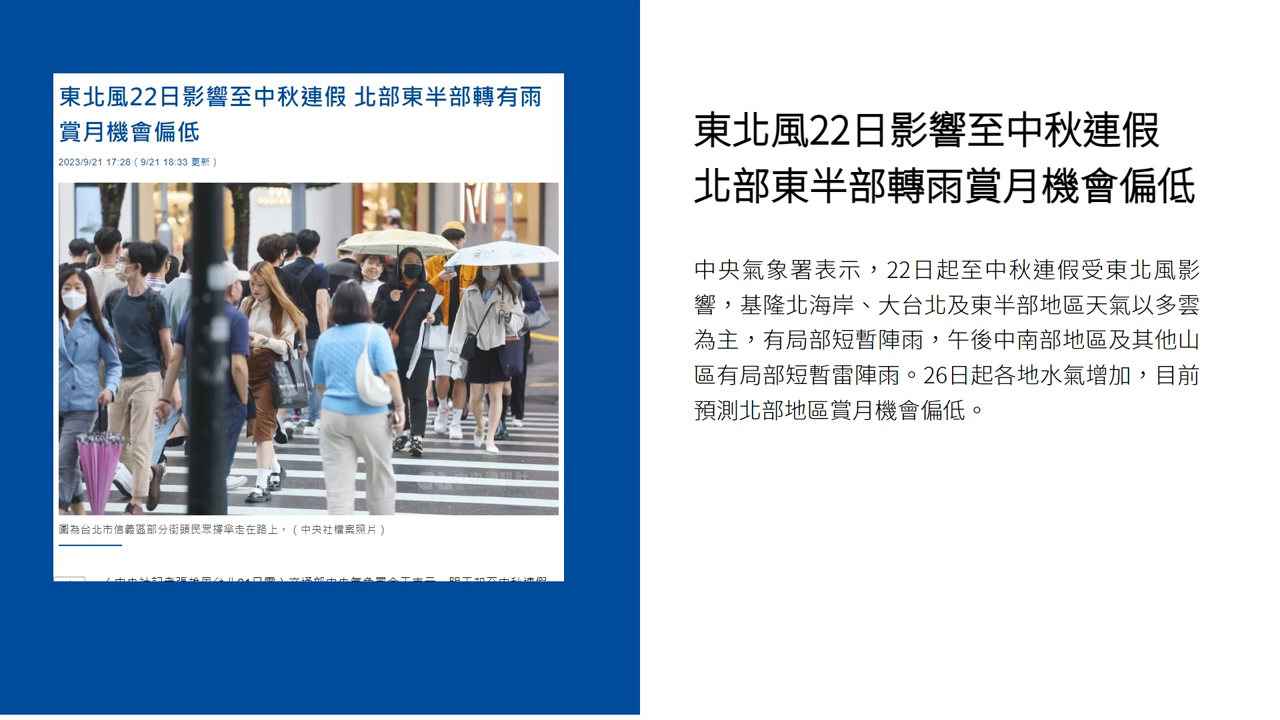 東北風22日影響至中秋連假 北部東半部轉有雨
賞月機會偏低
2023/9/21 17:28（9/21 18:33 更新）
中央通訊社
圖為台北市信義區部分街頭民眾撐傘走在路上。（中央社檔案照片）
東北風22日影響至中秋連假
北部東半部轉雨賞月機會偏低
中央氣象署表示，22日起至中秋連假受東北風影
響，基隆北海岸、大台北及東半部地區天氣以多雲
為主，有局部短暫陣雨，午後中南部地區及其他山
區有局部短暫雷陣雨。26日起各地水氣增加，目前
預測北部地區賞月機會偏低。